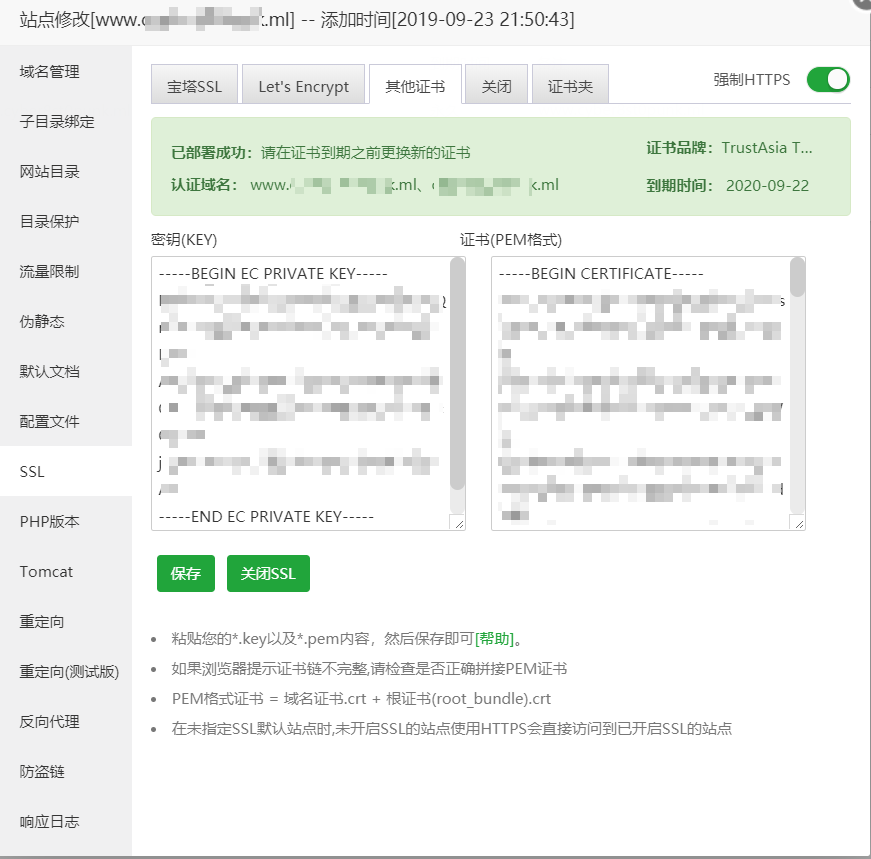 站点修改[www.c k.ml] -- 添加时间[2019-09-23 21:50:43]
域名管理
子目录绑定
网站目录
目录保护
流量限制
伪静态
默认文档
配置文件
SSL
PHP版本
Tomcat
重定向
重定向(测试版)
反向代理
防盗链
响应日志
宝塔SSL
Let's Encrypt
其他证书
关闭
证书夹
强制HTTPS
已部署成功：请在证书到期之前更换新的证书
证书品牌：TrustAsia T...
认证域名： www. k.ml、 k.ml
到期时间： 2020-09-22
密钥(KEY)
证书(PEM格式)
-----BEGIN EC PRIVATE KEY-----
-----END EC PRIVATE KEY-----
-----BEGIN CERTIFICATE-----
保存
关闭SSL
粘贴您的*.key以及*.pem内容，然后保存即可[帮助]。
如果浏览器提示证书链不完整,请检查是否正确拼接PEM证书
PEM格式证书 = 域名证书.crt + 根证书(root_bundle).crt
在未指定SSL默认站点时,未开启SSL的站点使用HTTPS会直接访问到已开启SSL的站点